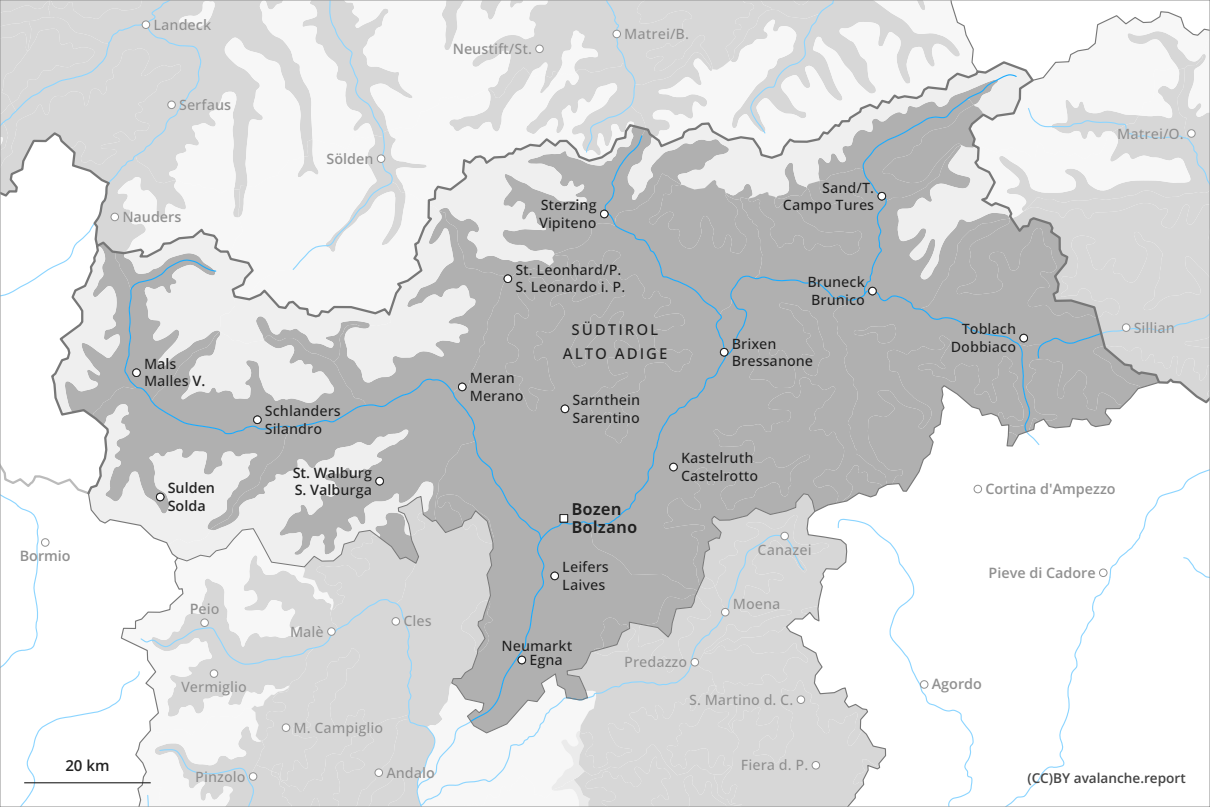 Landeck
Neustift/St.
Matrei/B.
Serfaus
Matrei/O.
Sölden
Sand/T.
Campo Tures
Sterzing
Vipiteno
Nauders
St. Leonhard/P.
S. Leonardo i. P.
Bruneck
Brunico
SÜDTIROL
ALTO ADIGE
Toblach
Dobbiaco
Sillian
Brixen
Bressanone
Mals
Malles V.
Meran
Merano
Sarnthein
Sarentino
Schlanders
Silandro
Kastelruth
Castelrotto
St. Walburg
S. Valburga
Sulden
Solda
Cortina d'Ampezzo
Bozen
Bolzano
Bormio
Canazei
Leifers
Laives
Pieve di Cadore
Peio
Moena
Malè
Cles
Neumarkt
Egna
Predazzo
Vermiglio
Agordo
S. Martino d. C.
M. Campiglio
Fiera d. P.
20 km
Pinzolo
Andalo
(CC)BY avalanche.report